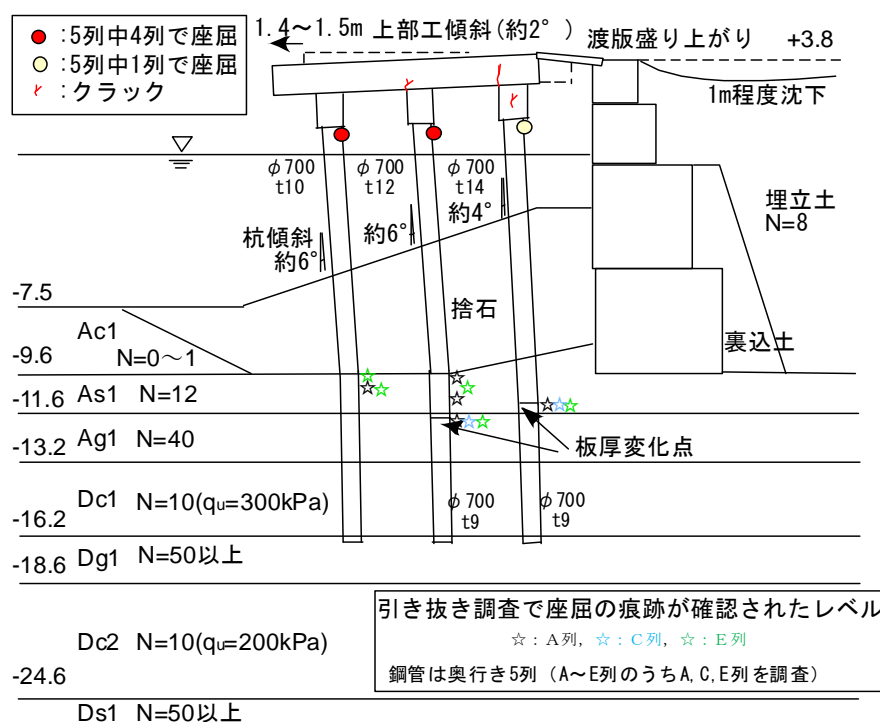 ● :5列中4列で座屈
○ :5列中1列で座屈
:クラック
1.4～1.5m 上部工傾斜(約2°)
渡版盛り上がり +3.8
1m程度沈下
φ700 t10
φ700 t12
φ700 t14
杭傾斜 約6°
約6°
約4°
埋立土 N=8
捨石
裏込土
板厚変化点
-7.5
Ac1 N=0～1
-9.6
As1 N=12
-11.6
Ag1 N=40
-13.2
Dc1 N=10(qu=300kPa)
φ700 t9
φ700 t9
-16.2
Dg1 N=50以上
-18.6
Dc2 N=10(qu=200kPa)
-24.6
Ds1 N=50以上
引き抜き調査で座屈の痕跡が確認されたレベル
☆：A列，☆：C列，☆：E列
鋼管は奥行き5列（A～E列のうちA,C,E列を調査）